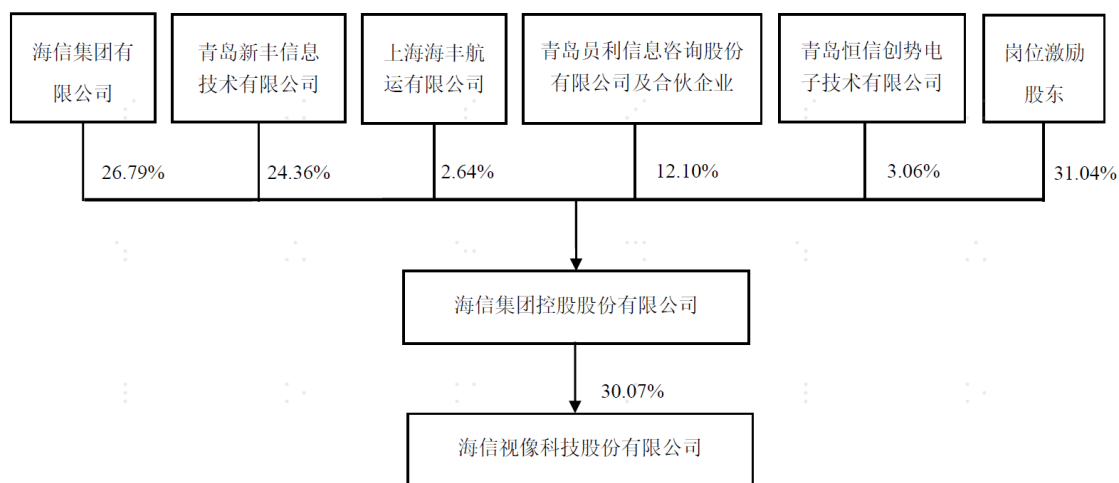 海信集团有
限公司
青岛新丰信息
技术有限公司
上海海丰航
运有限公司
青岛员利信息咨询股份
有限公司及合伙企业
青岛恒信创势电
子技术有限公司
岗位激励
股东
26.79%
24.36%
2.64%
12.10%
3.06%
31.04%
海信集团控股股份有限公司
30.07%
海信视像科技股份有限公司